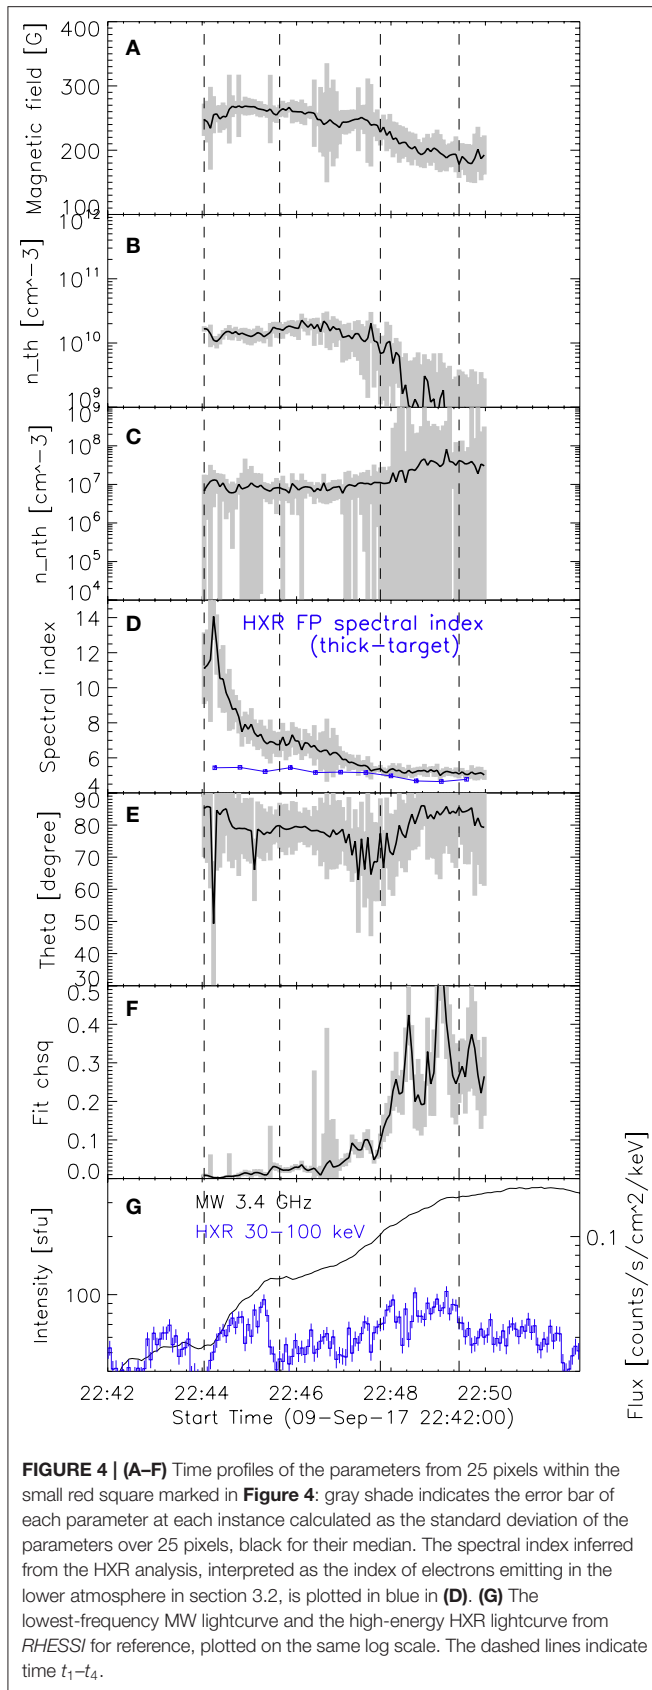 A
Magnetic field [G]
400
300
200
100
B
n_th [cm^-3]
10^12
10^11
10^10
10^9
C
n_nth [cm^-3]
10^9
10^8
10^7
10^6
10^5
10^4
D
HXR FP spectral index
(thick-target)
Spectral index
14
12
10
8
6
4
E
Theta [degree]
90
80
70
60
50
40
30
F
Fit chsq
0.5
0.4
0.3
0.2
0.1
0.0
G
MW 3.4 GHz
HXR 30-100 keV
Intensity [sfu]
100
0.1
Flux [counts/s/cm^2/keV]
22:42 22:44 22:46 22:48 22:50
Start Time (09-Sep-17 22:42:00)
FIGURE 4 | (A–F) Time profiles of the parameters from 25 pixels within the
small red square marked in Figure 4: gray shade indicates the error bar of
each parameter at each instance calculated as the standard deviation of the
parameters over 25 pixels, black for their median. The spectral index inferred
from the HXR analysis, interpreted as the index of electrons emitting in the
lower atmosphere in section 3.2, is plotted in blue in (D). (G) The
lowest-frequency MW lightcurve and the high-energy HXR lightcurve from
RHESSI for reference, plotted on the same log scale. The dashed lines indicate
time t1–t4.